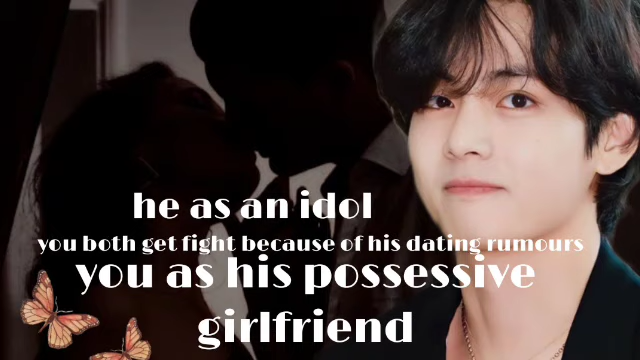 he as an idol
you both get fight because of his dating rumours
you as his possessive
girlfriend